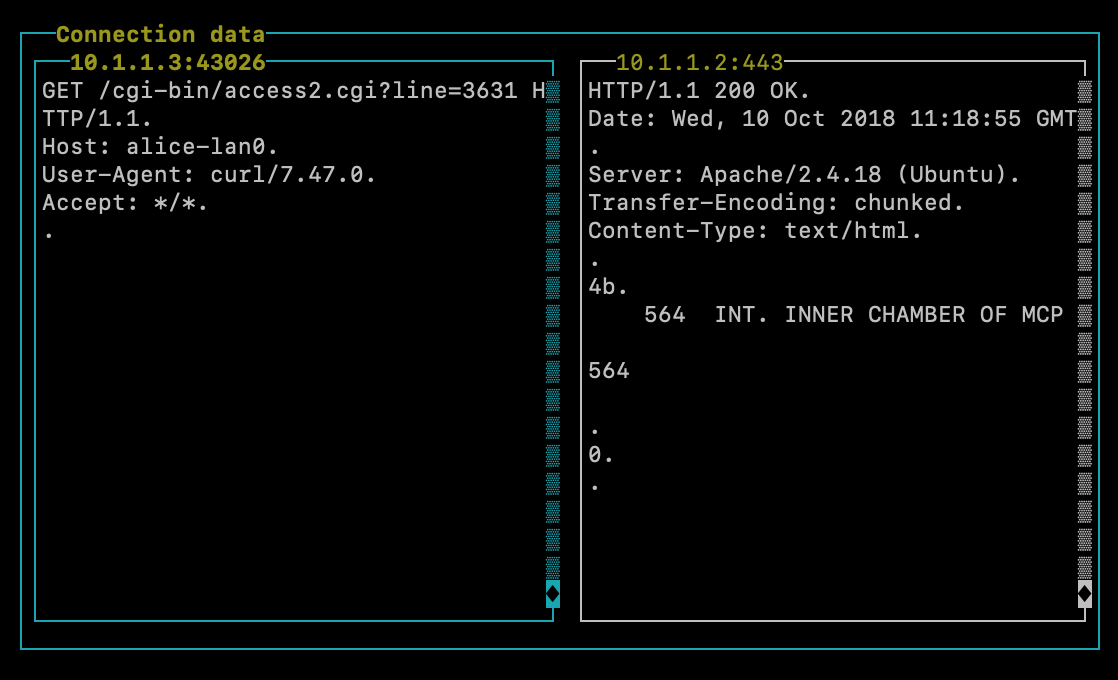 Connection data
10.1.1.3:43026
GET /cgi-bin/access2.cgi?line=3631 H
TTP/1.1.
Host: alice-lan0.
User-Agent: curl/7.47.0.
Accept: */*.
.
10.1.1.2:443
HTTP/1.1 200 OK.
Date: Wed, 10 Oct 2018 11:18:55 GMT
.
Server: Apache/2.4.18 (Ubuntu).
Transfer-Encoding: chunked.
Content-Type: text/html.
.
4b.
    564  INT. INNER CHAMBER OF MCP
564
.
0.
.